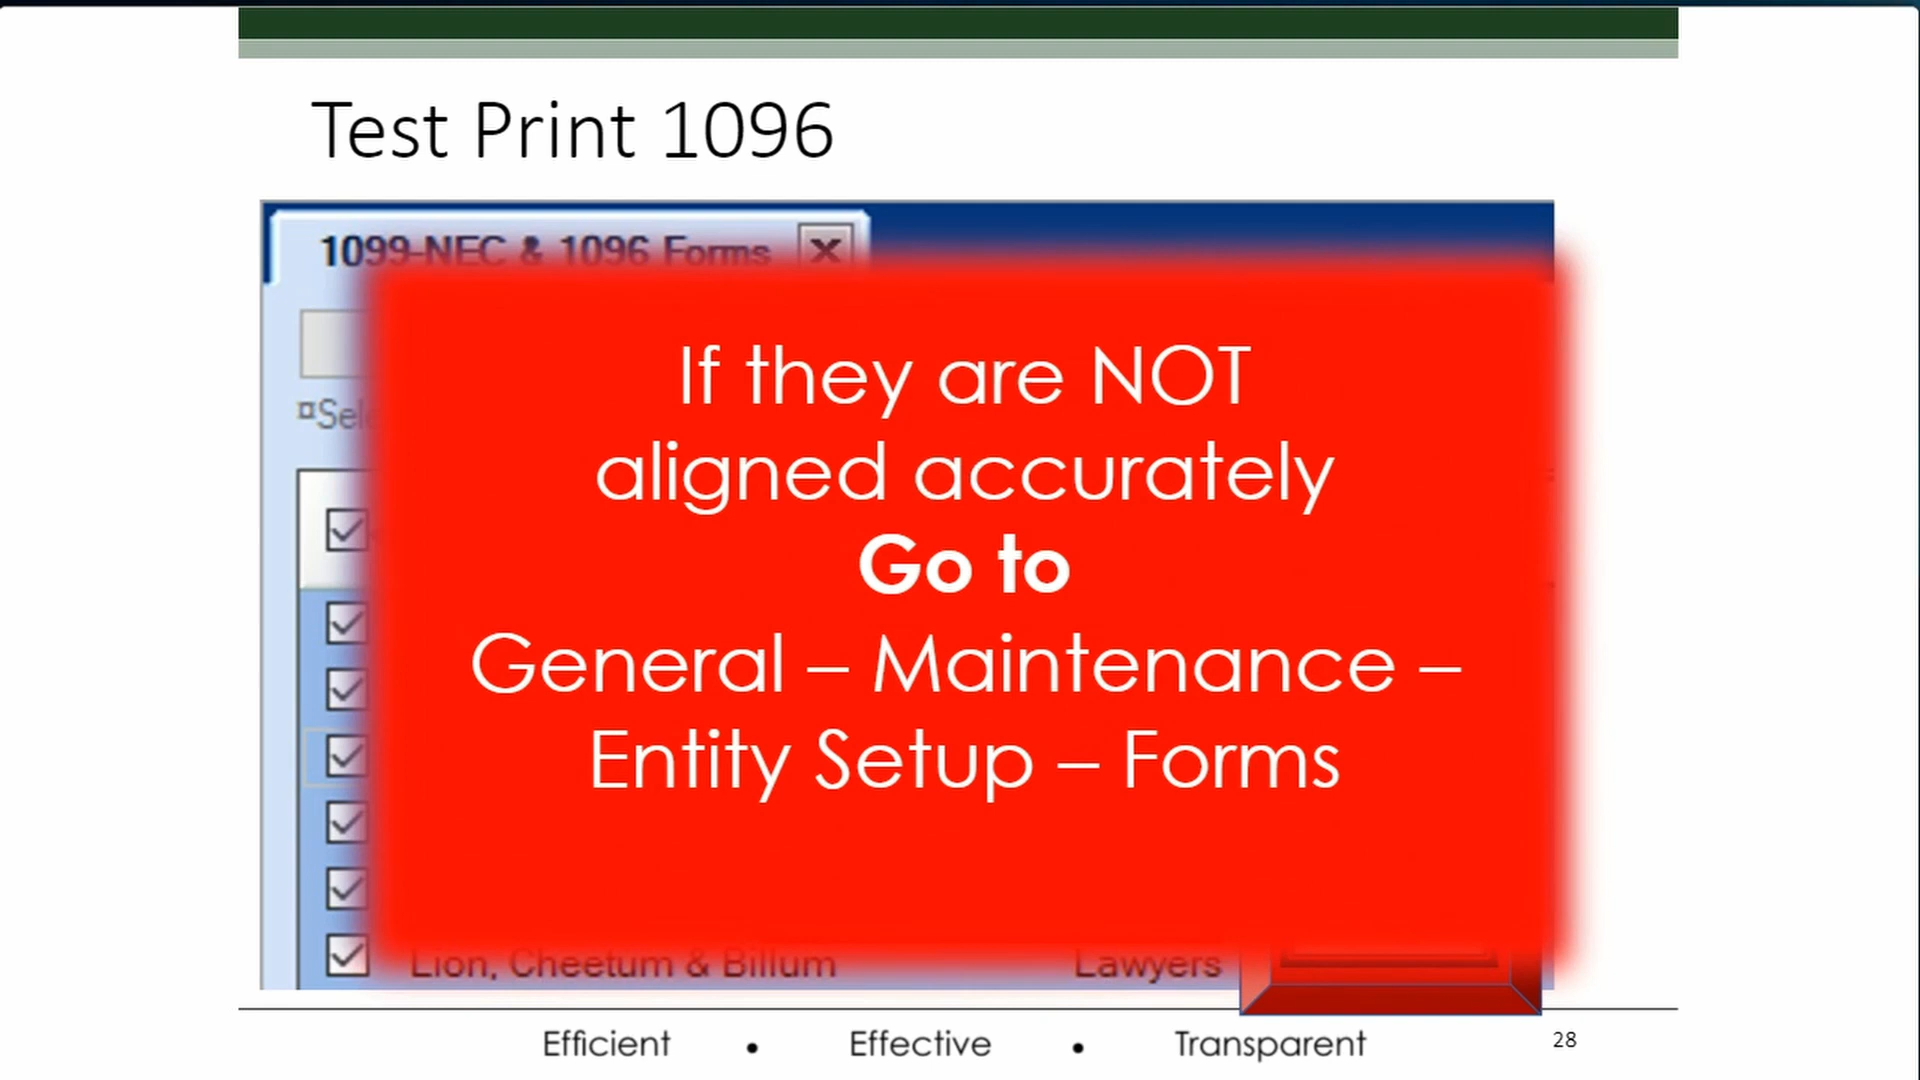 Test Print 1096
1099-NEC & 1096 Forms
If they are NOT
aligned accurately
Go to
General – Maintenance –
Entity Setup – Forms
Lion, Cheetum & Billum
Lawyers
Efficient • Effective • Transparent
28